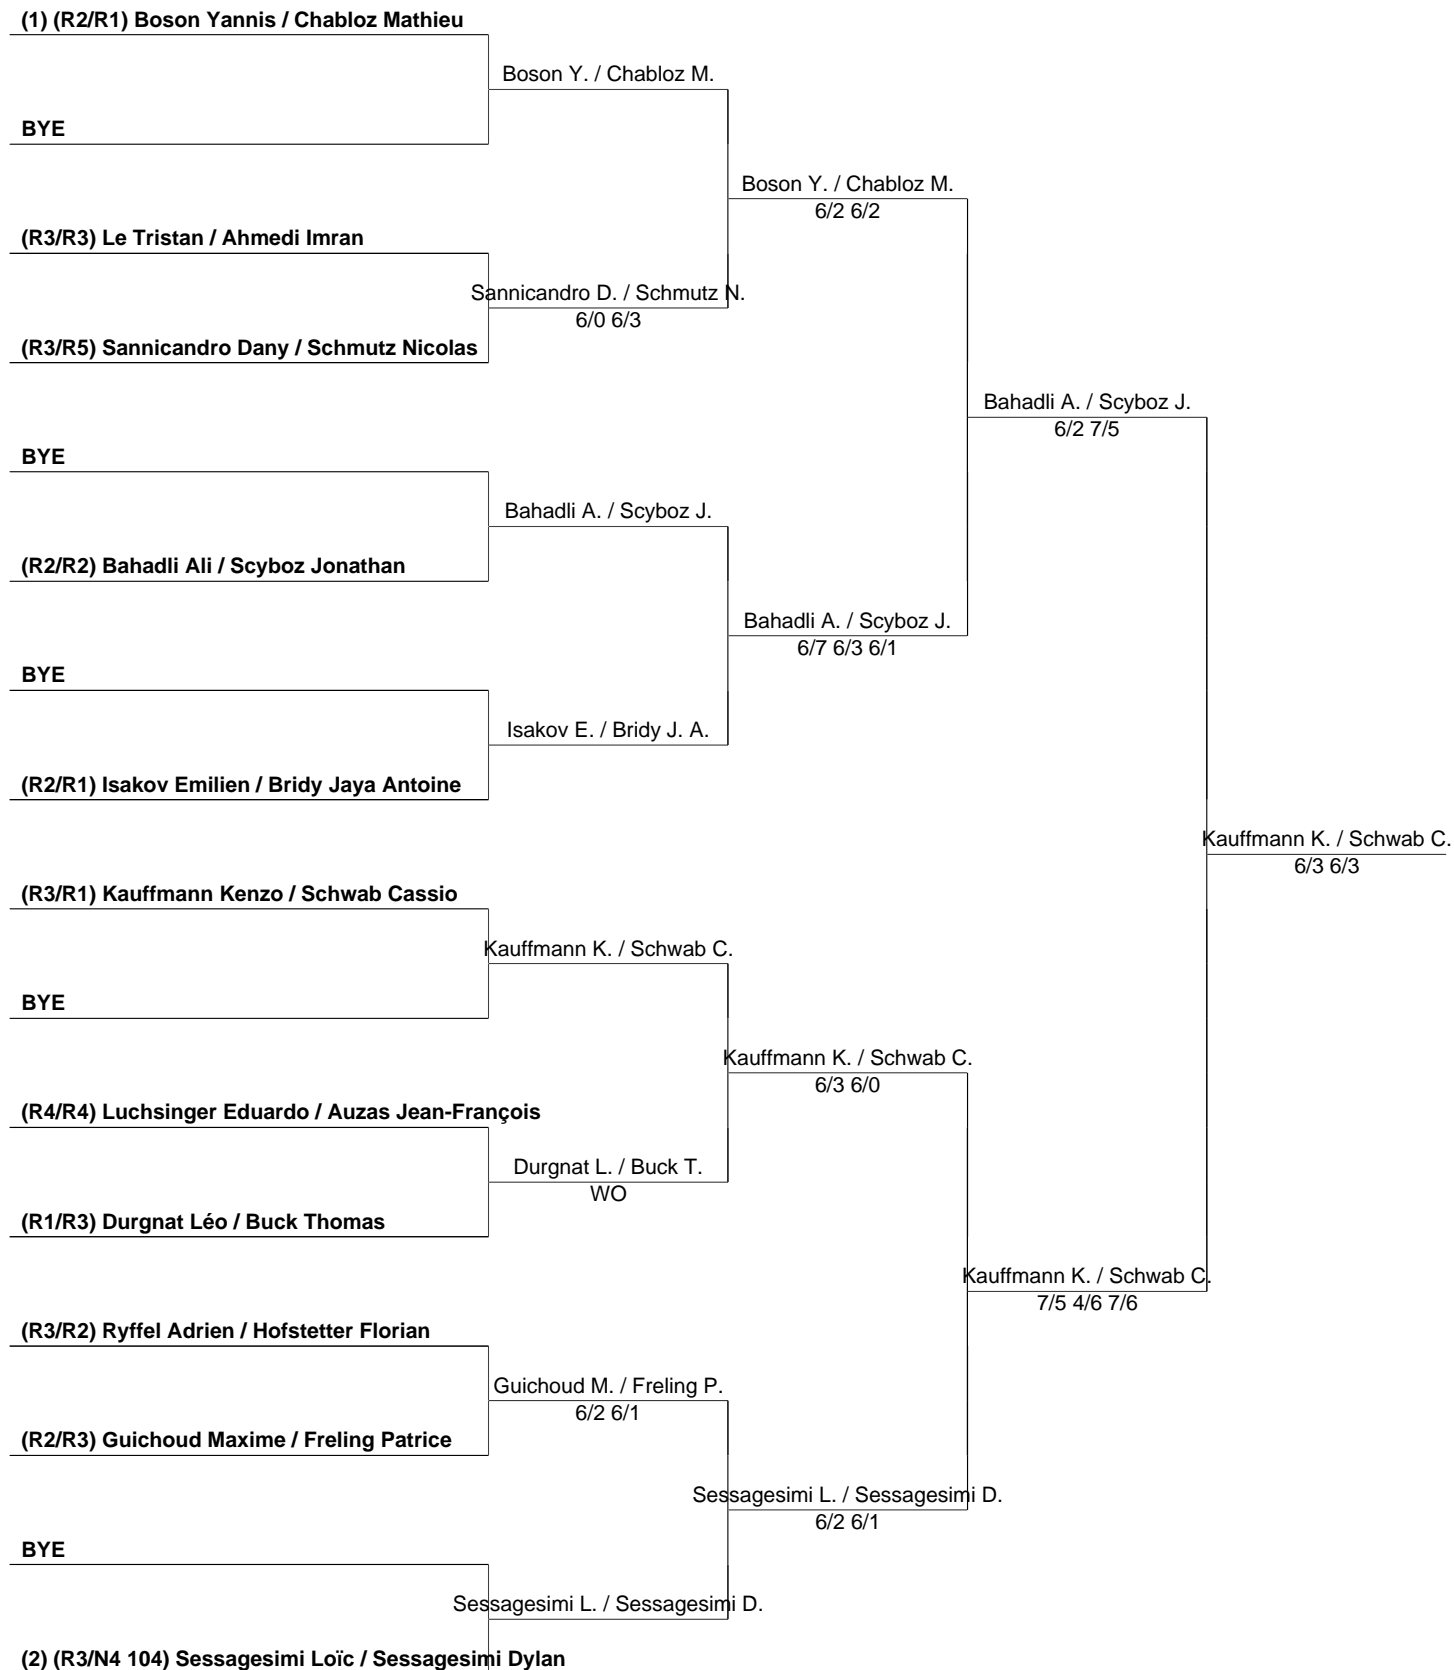 (1) (R2/R1) Boson Yannis / Chabloz Mathieu
Boson Y. / Chabloz M.
BYE
Boson Y. / Chabloz M.
6/2 6/2
(R3/R3) Le Tristan / Ahmedi Imran
Sannicandro D. / Schmutz N.
6/0 6/3
(R3/R5) Sannicandro Dany / Schmutz Nicolas
Bahadli A. / Scyboz J.
6/2 7/5
BYE
Bahadli A. / Scyboz J.
(R2/R2) Bahadli Ali / Scyboz Jonathan
Bahadli A. / Scyboz J.
6/7 6/3 6/1
BYE
Isakov E. / Bridy J. A.
(R2/R1) Isakov Emilien / Bridy Jaya Antoine
Kauffmann K. / Schwab C.
6/3 6/3
(R3/R1) Kauffmann Kenzo / Schwab Cassio
Kauffmann K. / Schwab C.
BYE
Kauffmann K. / Schwab C.
6/3 6/0
(R4/R4) Luchsinger Eduardo / Auzas Jean-François
Durgnat L. / Buck T.
WO
(R1/R3) Durgnat Léo / Buck Thomas
Kauffmann K. / Schwab C.
7/5 4/6 7/6
(R3/R2) Ryffel Adrien / Hofstetter Florian
Guichoud M. / Freling P.
6/2 6/1
(R2/R3) Guichoud Maxime / Freling Patrice
Sessagesimi L. / Sessagesimi D.
6/2 6/1
BYE
Sessagesimi L. / Sessagesimi D.
(2) (R3/N4 104) Sessagesimi Loïc / Sessagesimi Dylan